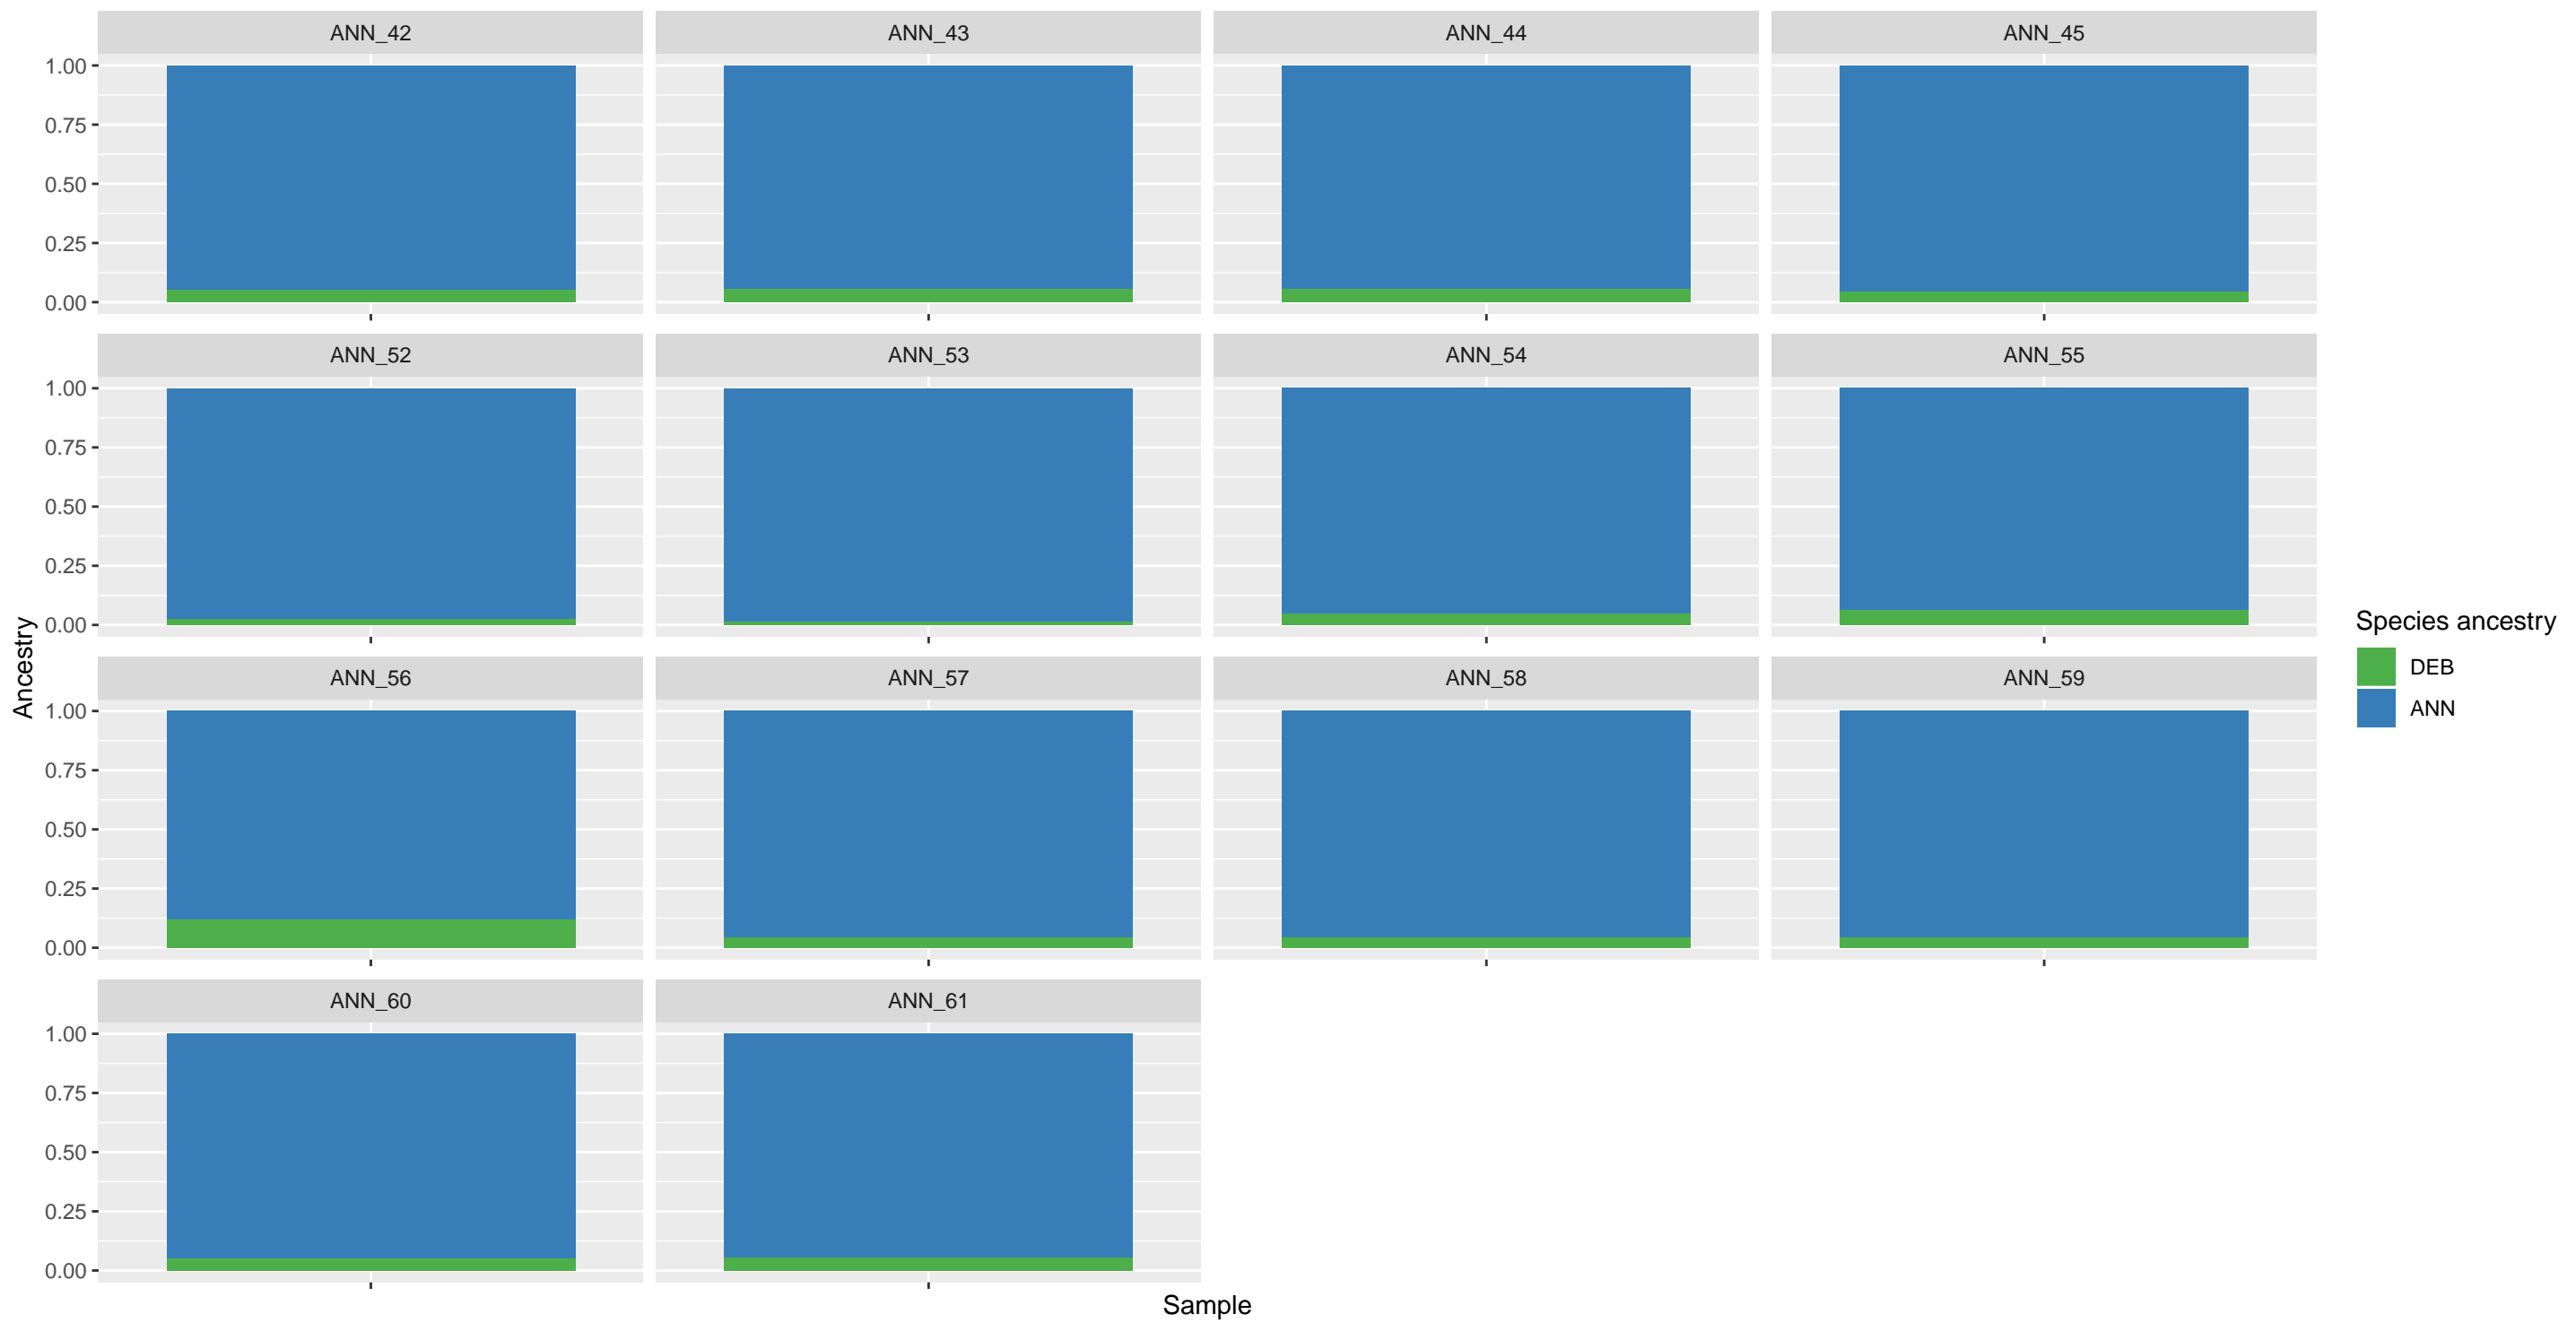 ANN_42 ANN_43 ANN_44 ANN_45
1.00
0.75
0.50
0.25
0.00
ANN_52 ANN_53 ANN_54 ANN_55
1.00
0.75
0.50
0.25
0.00
ANN_56 ANN_57 ANN_58 ANN_59
1.00
0.75
0.50
0.25
0.00
ANN_60 ANN_61
1.00
0.75
0.50
0.25
0.00
Ancestry
Sample
Species ancestry
DEB
ANN